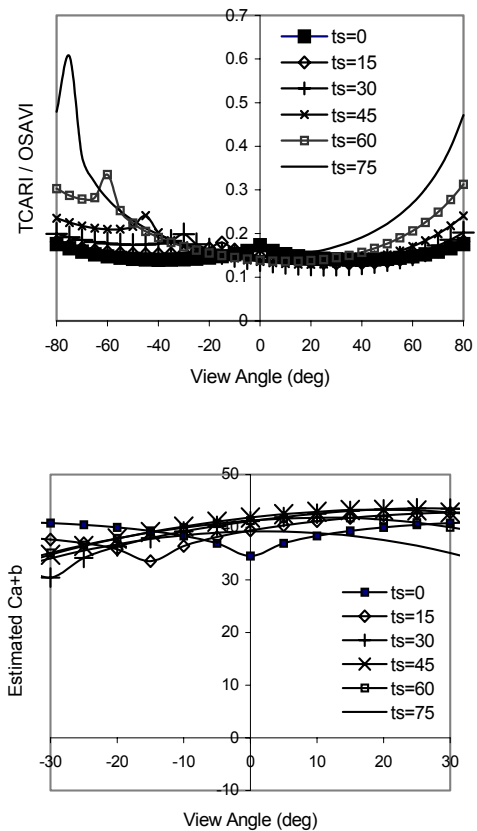 0.7
0.6
0.5
0.4
0.3
0.2
0.1
0
TCARI / OSAVI
ts=0
ts=15
ts=30
ts=45
ts=60
ts=75
-80 -60 -40 -20 0 20 40 60 80
View Angle (deg)
50
30
20
10
0
-10
Estimated Ca+b
ts=0
ts=15
ts=30
ts=45
ts=60
ts=75
-30 -20 -10 0 10 20 30
View Angle (deg)